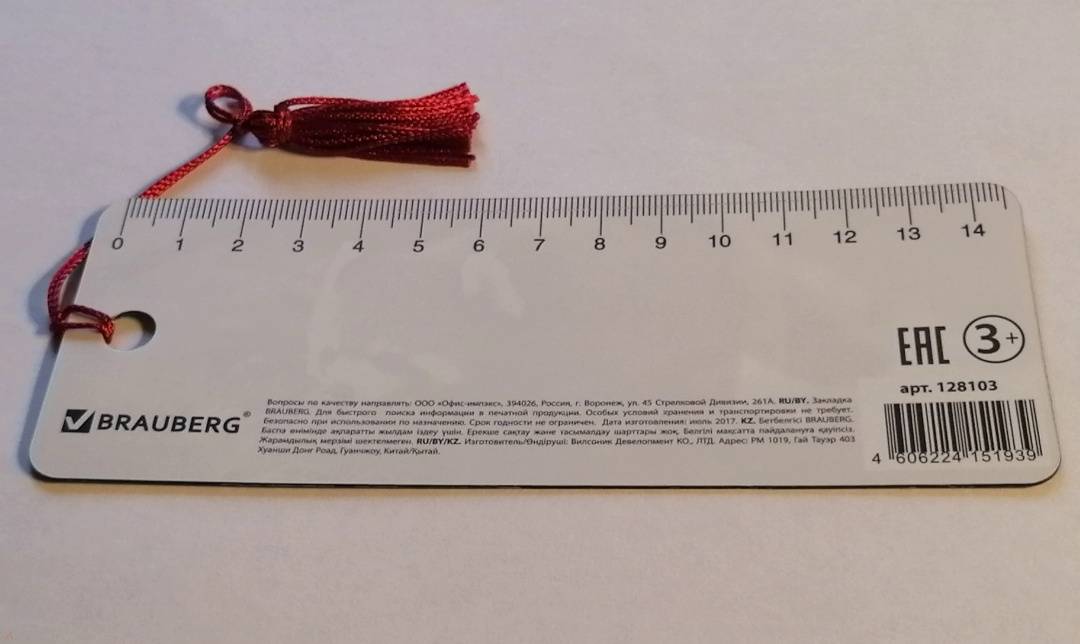 0 1 2 3 4 5 6 7 8 9 10 11 12 13 14
EAC 3+
арт. 128103
BRAUBERG®
Вопросы по качеству направлять: ООО «Офис-импэкс», 394026, Россия, г. Воронеж, ул. 45 Стрелковой Дивизии, 261А. RU/BY. Закладка
BRAUBERG. Для быстрого поиска информации в печатной продукции. Особых условий хранения и транспортировки не требует.
Безопасно при использовании по назначению. Срок годности не ограничен. Дата изготовления: июль 2017. KZ. Бетбелгісі BRAUBERG.
Баспа өнімінде ақпаратты жылдам іздеу үшін. Ерекше сақтау және тасымалдау шарттары жоқ. Белгілі мақсатта пайдалануға қауіпсіз.
Жарамдылық мерзімі шектелмеген. RU/BY/KZ. Изготовитель/Өндіруші: Вилсоник Девелопмент КО., ЛТД. Адрес: РМ 1019, Гай Тауэр 403
Хуанши Донг Роад, Гуанчжоу, Китай/Қытай.
4 606224 151939